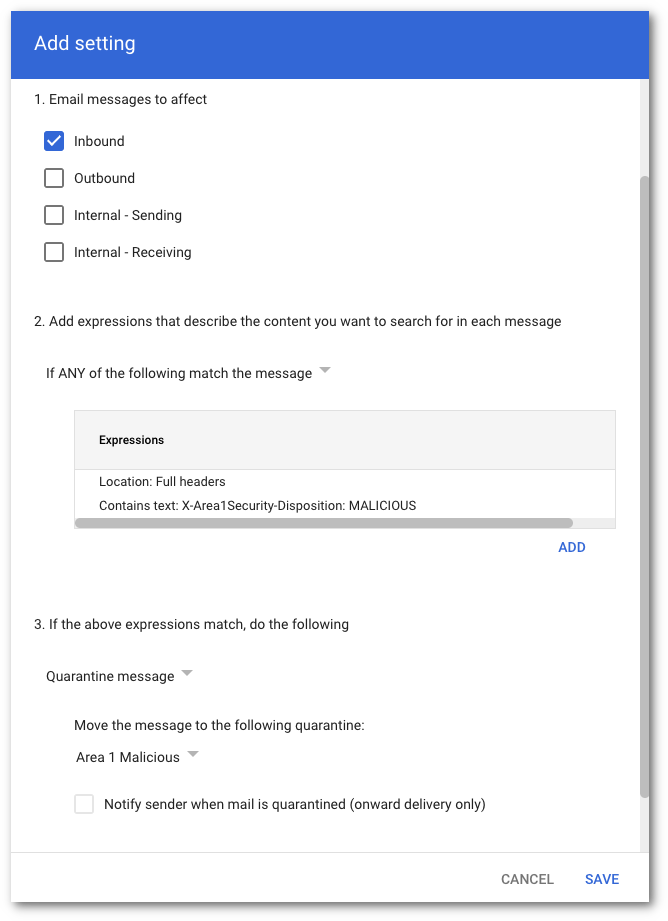 Add setting
1. Email messages to affect
Inbound
Outbound
Internal - Sending
Internal - Receiving
2. Add expressions that describe the content you want to search for in each message
If ANY of the following match the message
Expressions
Location: Full headers
Contains text: X-Area1Security-Disposition: MALICIOUS
ADD
3. If the above expressions match, do the following
Quarantine message
Move the message to the following quarantine:
Area 1 Malicious
Notify sender when mail is quarantined (onward delivery only)
CANCEL SAVE